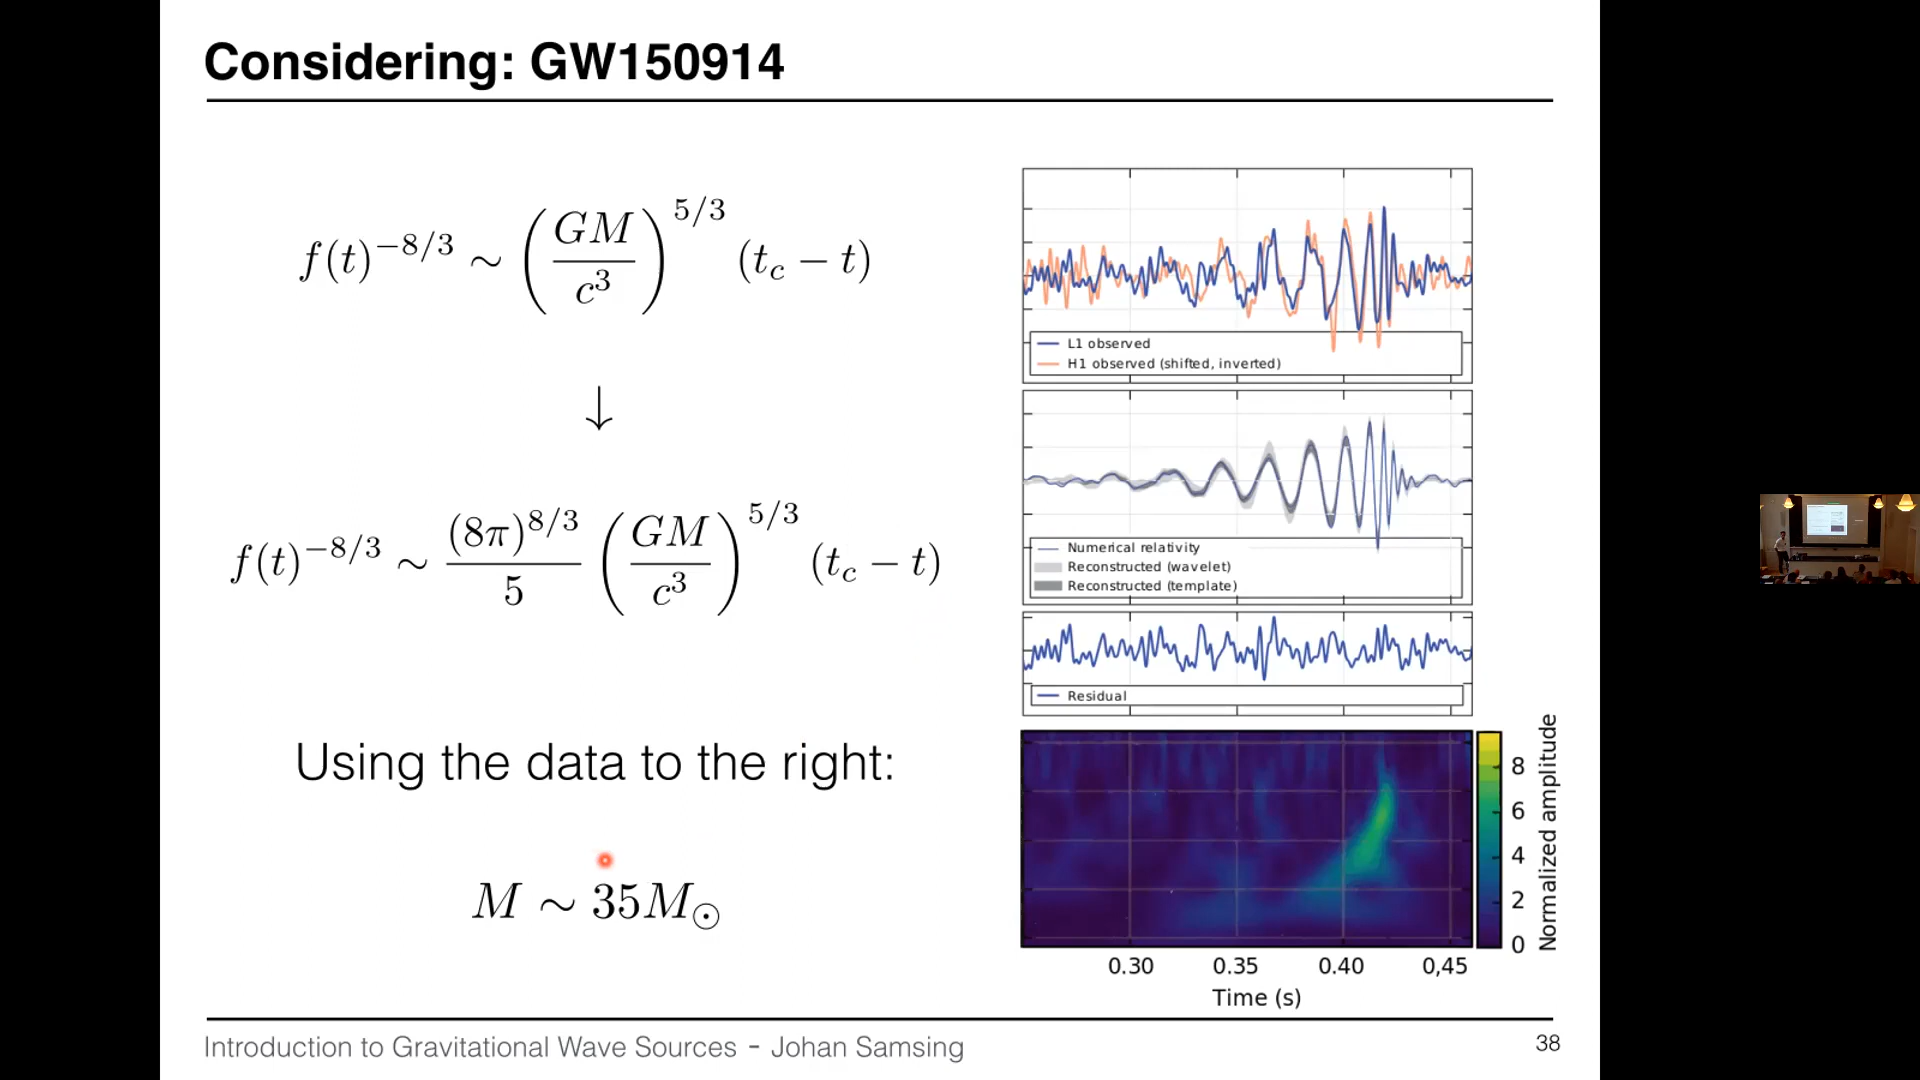 Considering: GW150914
f(t)^{-8/3} ∼ (GM/c^3)^{5/3} (t_c − t)
↓
f(t)^{-8/3} ∼ (8π)^{8/3}/5 (GM/c^3)^{5/3} (t_c − t)
Using the data to the right:
M ∼ 35M_⊙
L1 observed
H1 observed (shifted, inverted)
Numerical relativity
Reconstructed (wavelet)
Reconstructed (template)
Residual
8
6
4
2
0
Normalized amplitude
0.30 0.35 0.40 0,45
Time (s)
Introduction to Gravitational Wave Sources - Johan Samsing
38